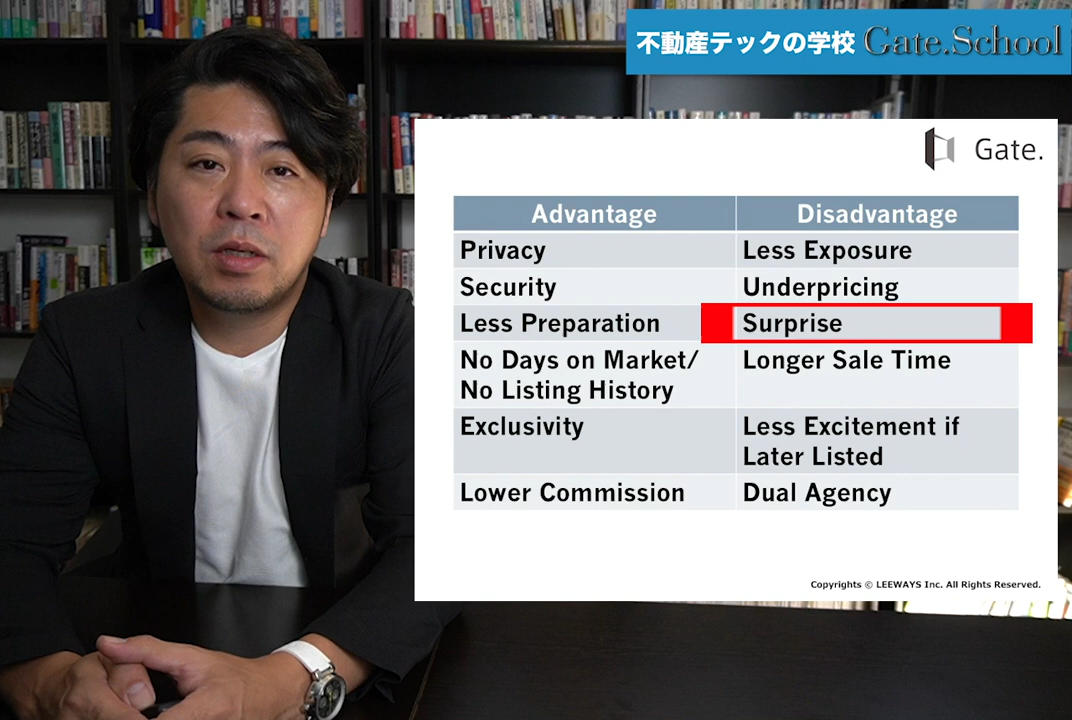 不動産テックの学校 Gate.School
Gate.
Advantage
Disadvantage
Privacy
Less Exposure
Security
Underpricing
Less Preparation
Surprise
No Days on Market/
No Listing History
Longer Sale Time
Exclusivity
Less Excitement if
Later Listed
Lower Commission
Dual Agency
Copyrights © LEEWAYS Inc. All Rights Reserved.